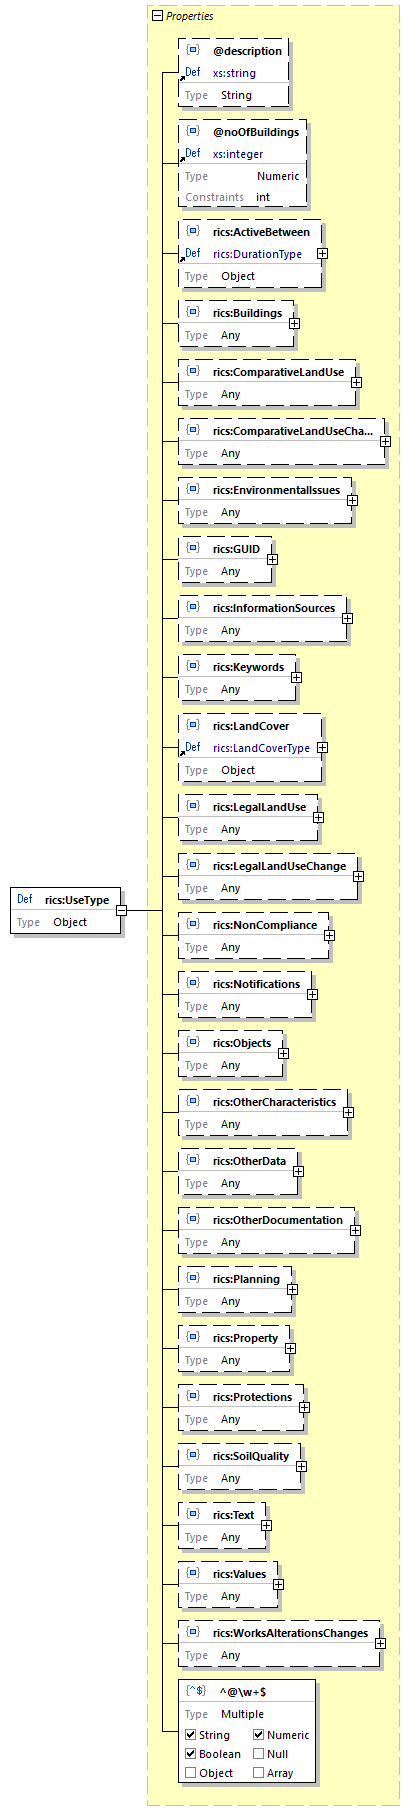 Properties
@description
Def xs:string
Type String
@noOfBuildings
Def xs:integer
Type Numeric
Constraints int
rics:ActiveBetween
Def rics:DurationType
Type Object
rics:Buildings
Type Any
rics:ComparativeLandUse
Type Any
rics:ComparativeLandUseCha...
Type Any
rics:EnvironmentalIssues
Type Any
rics:GUID
Type Any
rics:InformationSources
Type Any
rics:Keywords
Type Any
rics:LandCover
Def rics:LandCoverType
Type Object
rics:LegalLandUse
Type Any
rics:LegalLandUseChange
Type Any
Def rics:UseType
Type Object
rics:NonCompliance
Type Any
rics:Notifications
Type Any
rics:Objects
Type Any
rics:OtherCharacteristics
Type Any
rics:OtherData
Type Any
rics:OtherDocumentation
Type Any
rics:Planning
Type Any
rics:Property
Type Any
rics:Protections
Type Any
rics:SoilQuality
Type Any
rics:Text
Type Any
rics:Values
Type Any
rics:WorksAlterationsChanges
Type Any
{^$} ^@\w+$
Type Multiple
String Numeric
Boolean Null
Object Array